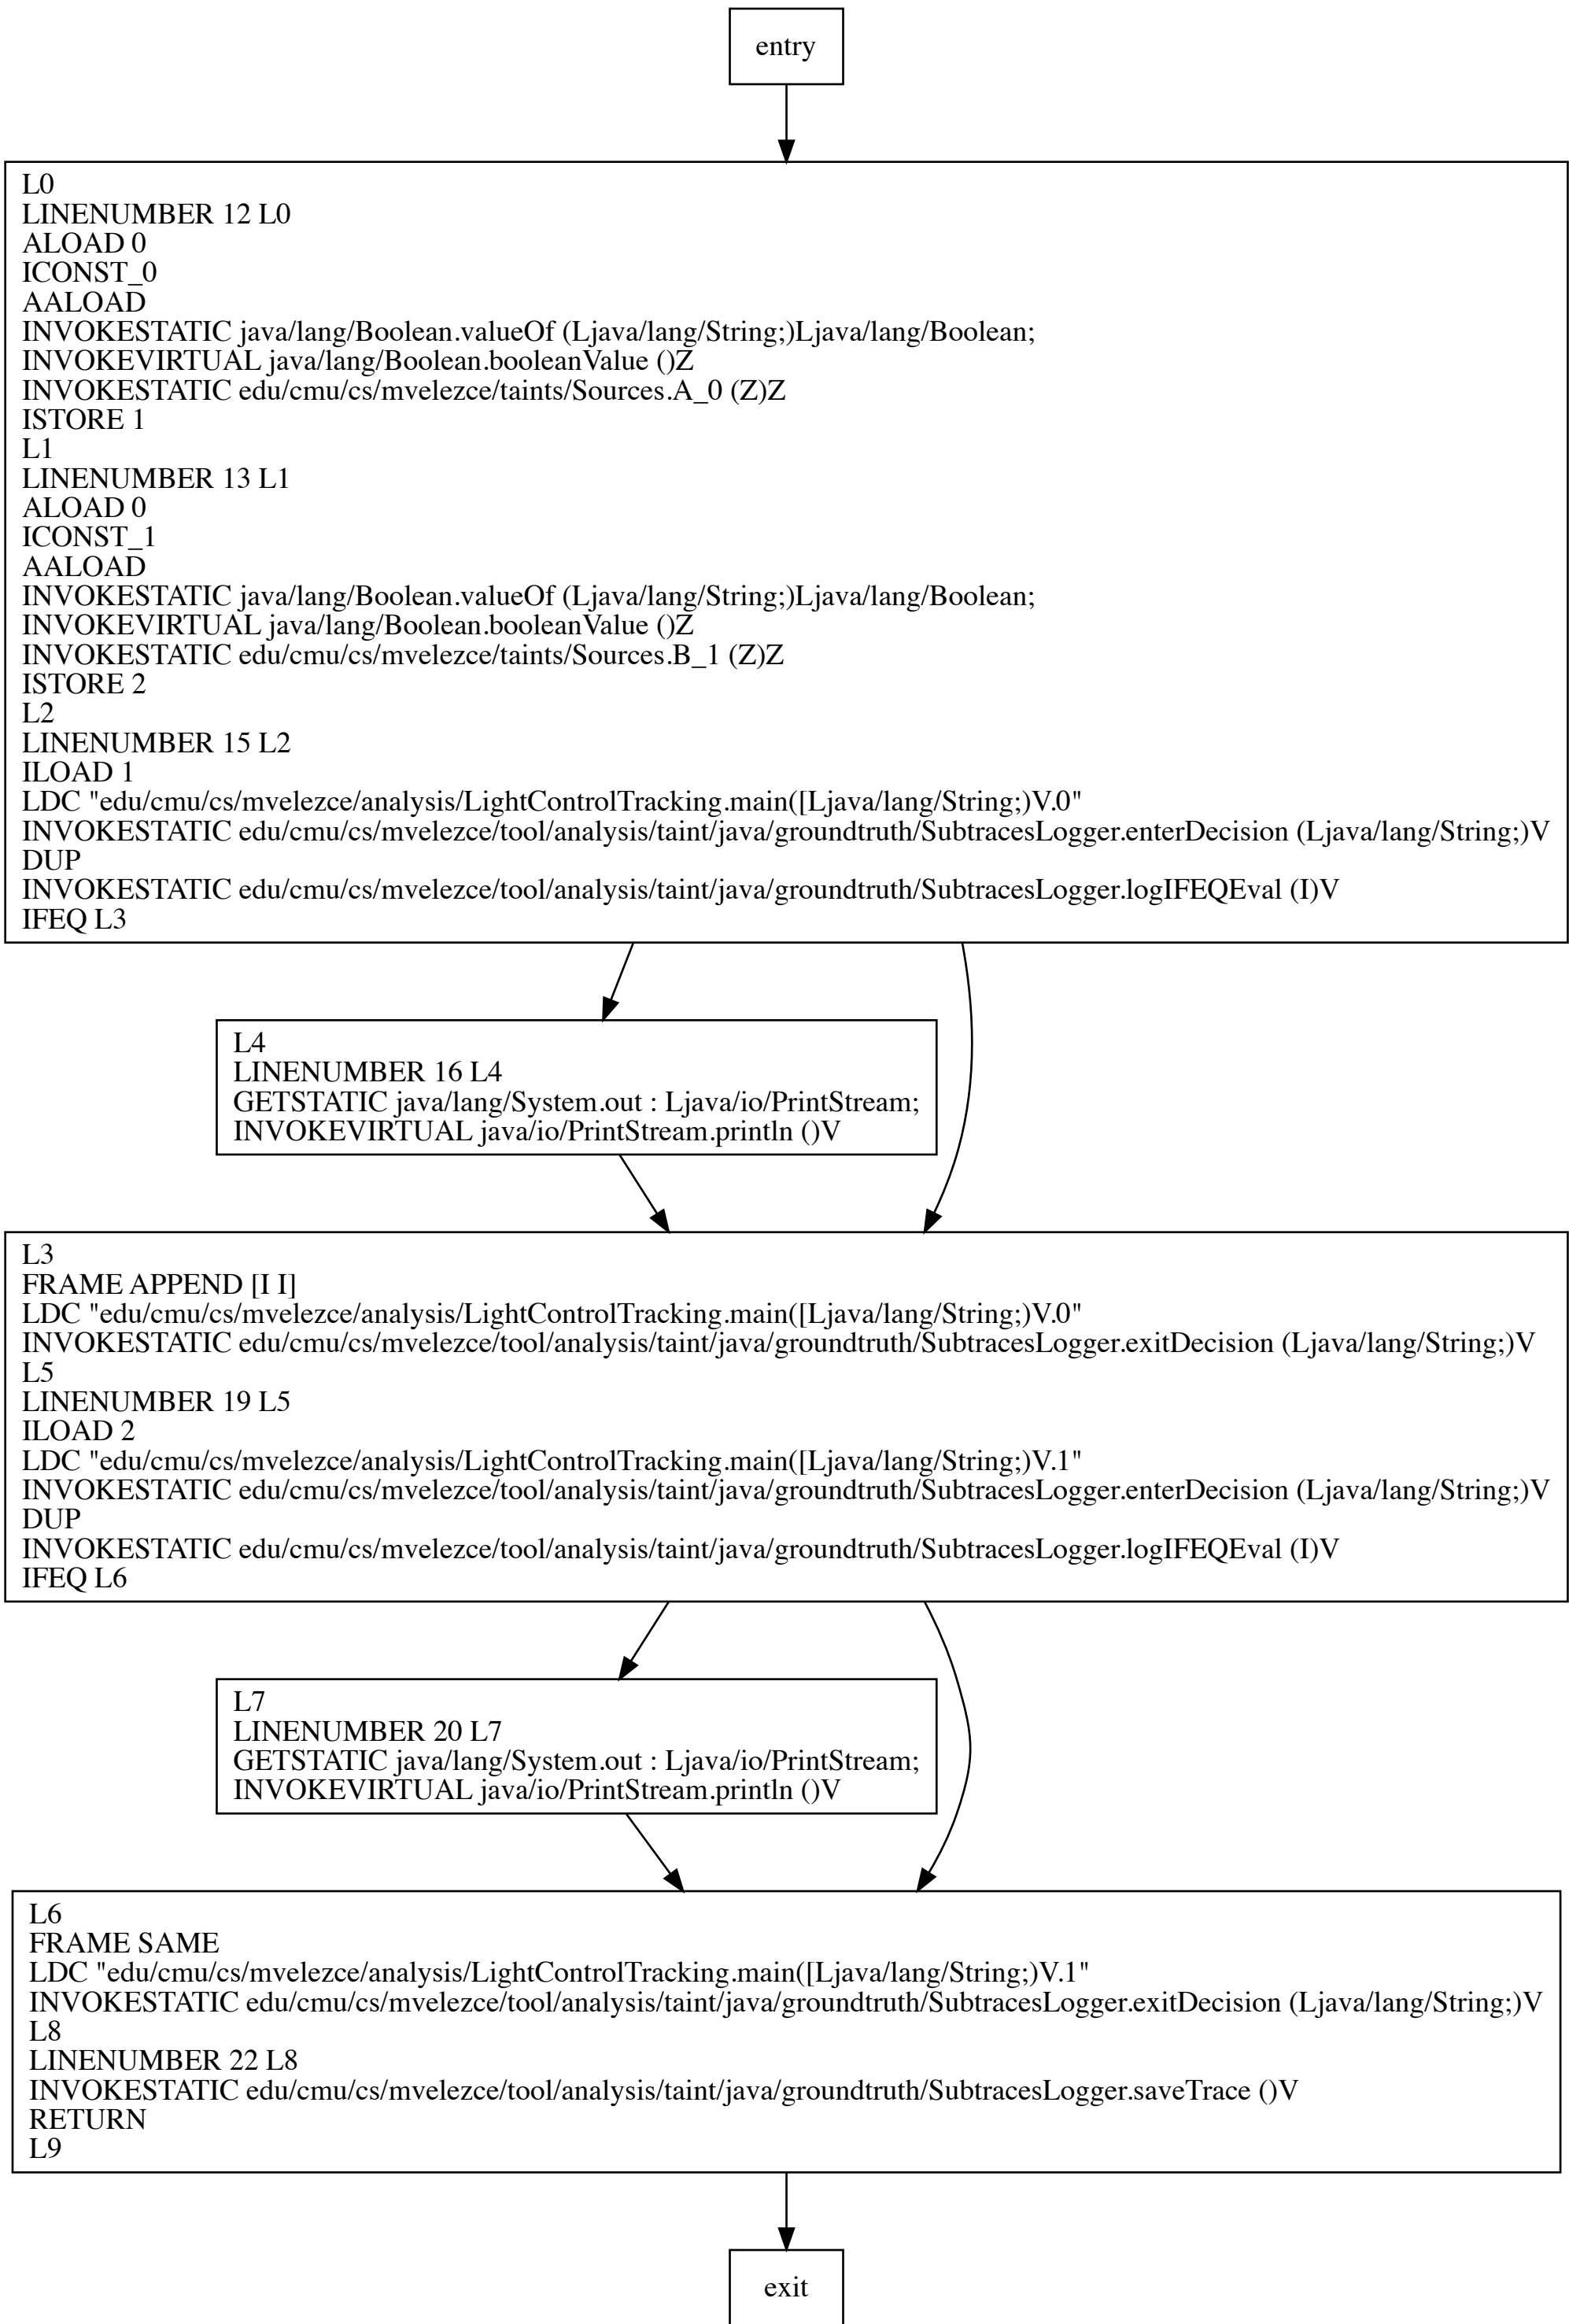 entry
L0
LINENUMBER 12 L0
ALOAD 0
ICONST_0
AALOAD
INVOKESTATIC java/lang/Boolean.valueOf (Ljava/lang/String;)Ljava/lang/Boolean;
INVOKEVIRTUAL java/lang/Boolean.booleanValue ()Z
INVOKESTATIC edu/cmu/cs/mvelezce/taints/Sources.A_0 (Z)Z
ISTORE 1
L1
LINENUMBER 13 L1
ALOAD 0
ICONST_1
AALOAD
INVOKESTATIC java/lang/Boolean.valueOf (Ljava/lang/String;)Ljava/lang/Boolean;
INVOKEVIRTUAL java/lang/Boolean.booleanValue ()Z
INVOKESTATIC edu/cmu/cs/mvelezce/taints/Sources.B_1 (Z)Z
ISTORE 2
L2
LINENUMBER 15 L2
ILOAD 1
LDC "edu/cmu/cs/mvelezce/analysis/LightControlTracking.main([Ljava/lang/String;)V.0"
INVOKESTATIC edu/cmu/cs/mvelezce/tool/analysis/taint/java/groundtruth/SubtracesLogger.enterDecision (Ljava/lang/String;)V
DUP
INVOKESTATIC edu/cmu/cs/mvelezce/tool/analysis/taint/java/groundtruth/SubtracesLogger.logIFEQEval (I)V
IFEQ L3
L4
LINENUMBER 16 L4
GETSTATIC java/lang/System.out : Ljava/io/PrintStream;
INVOKEVIRTUAL java/io/PrintStream.println ()V
L3
FRAME APPEND [I I]
LDC "edu/cmu/cs/mvelezce/analysis/LightControlTracking.main([Ljava/lang/String;)V.0"
INVOKESTATIC edu/cmu/cs/mvelezce/tool/analysis/taint/java/groundtruth/SubtracesLogger.exitDecision (Ljava/lang/String;)V
L5
LINENUMBER 19 L5
ILOAD 2
LDC "edu/cmu/cs/mvelezce/analysis/LightControlTracking.main([Ljava/lang/String;)V.1"
INVOKESTATIC edu/cmu/cs/mvelezce/tool/analysis/taint/java/groundtruth/SubtracesLogger.enterDecision (Ljava/lang/String;)V
DUP
INVOKESTATIC edu/cmu/cs/mvelezce/tool/analysis/taint/java/groundtruth/SubtracesLogger.logIFEQEval (I)V
IFEQ L6
L7
LINENUMBER 20 L7
GETSTATIC java/lang/System.out : Ljava/io/PrintStream;
INVOKEVIRTUAL java/io/PrintStream.println ()V
L6
FRAME SAME
LDC "edu/cmu/cs/mvelezce/analysis/LightControlTracking.main([Ljava/lang/String;)V.1"
INVOKESTATIC edu/cmu/cs/mvelezce/tool/analysis/taint/java/groundtruth/SubtracesLogger.exitDecision (Ljava/lang/String;)V
L8
LINENUMBER 22 L8
INVOKESTATIC edu/cmu/cs/mvelezce/tool/analysis/taint/java/groundtruth/SubtracesLogger.saveTrace ()V
RETURN
L9
exit